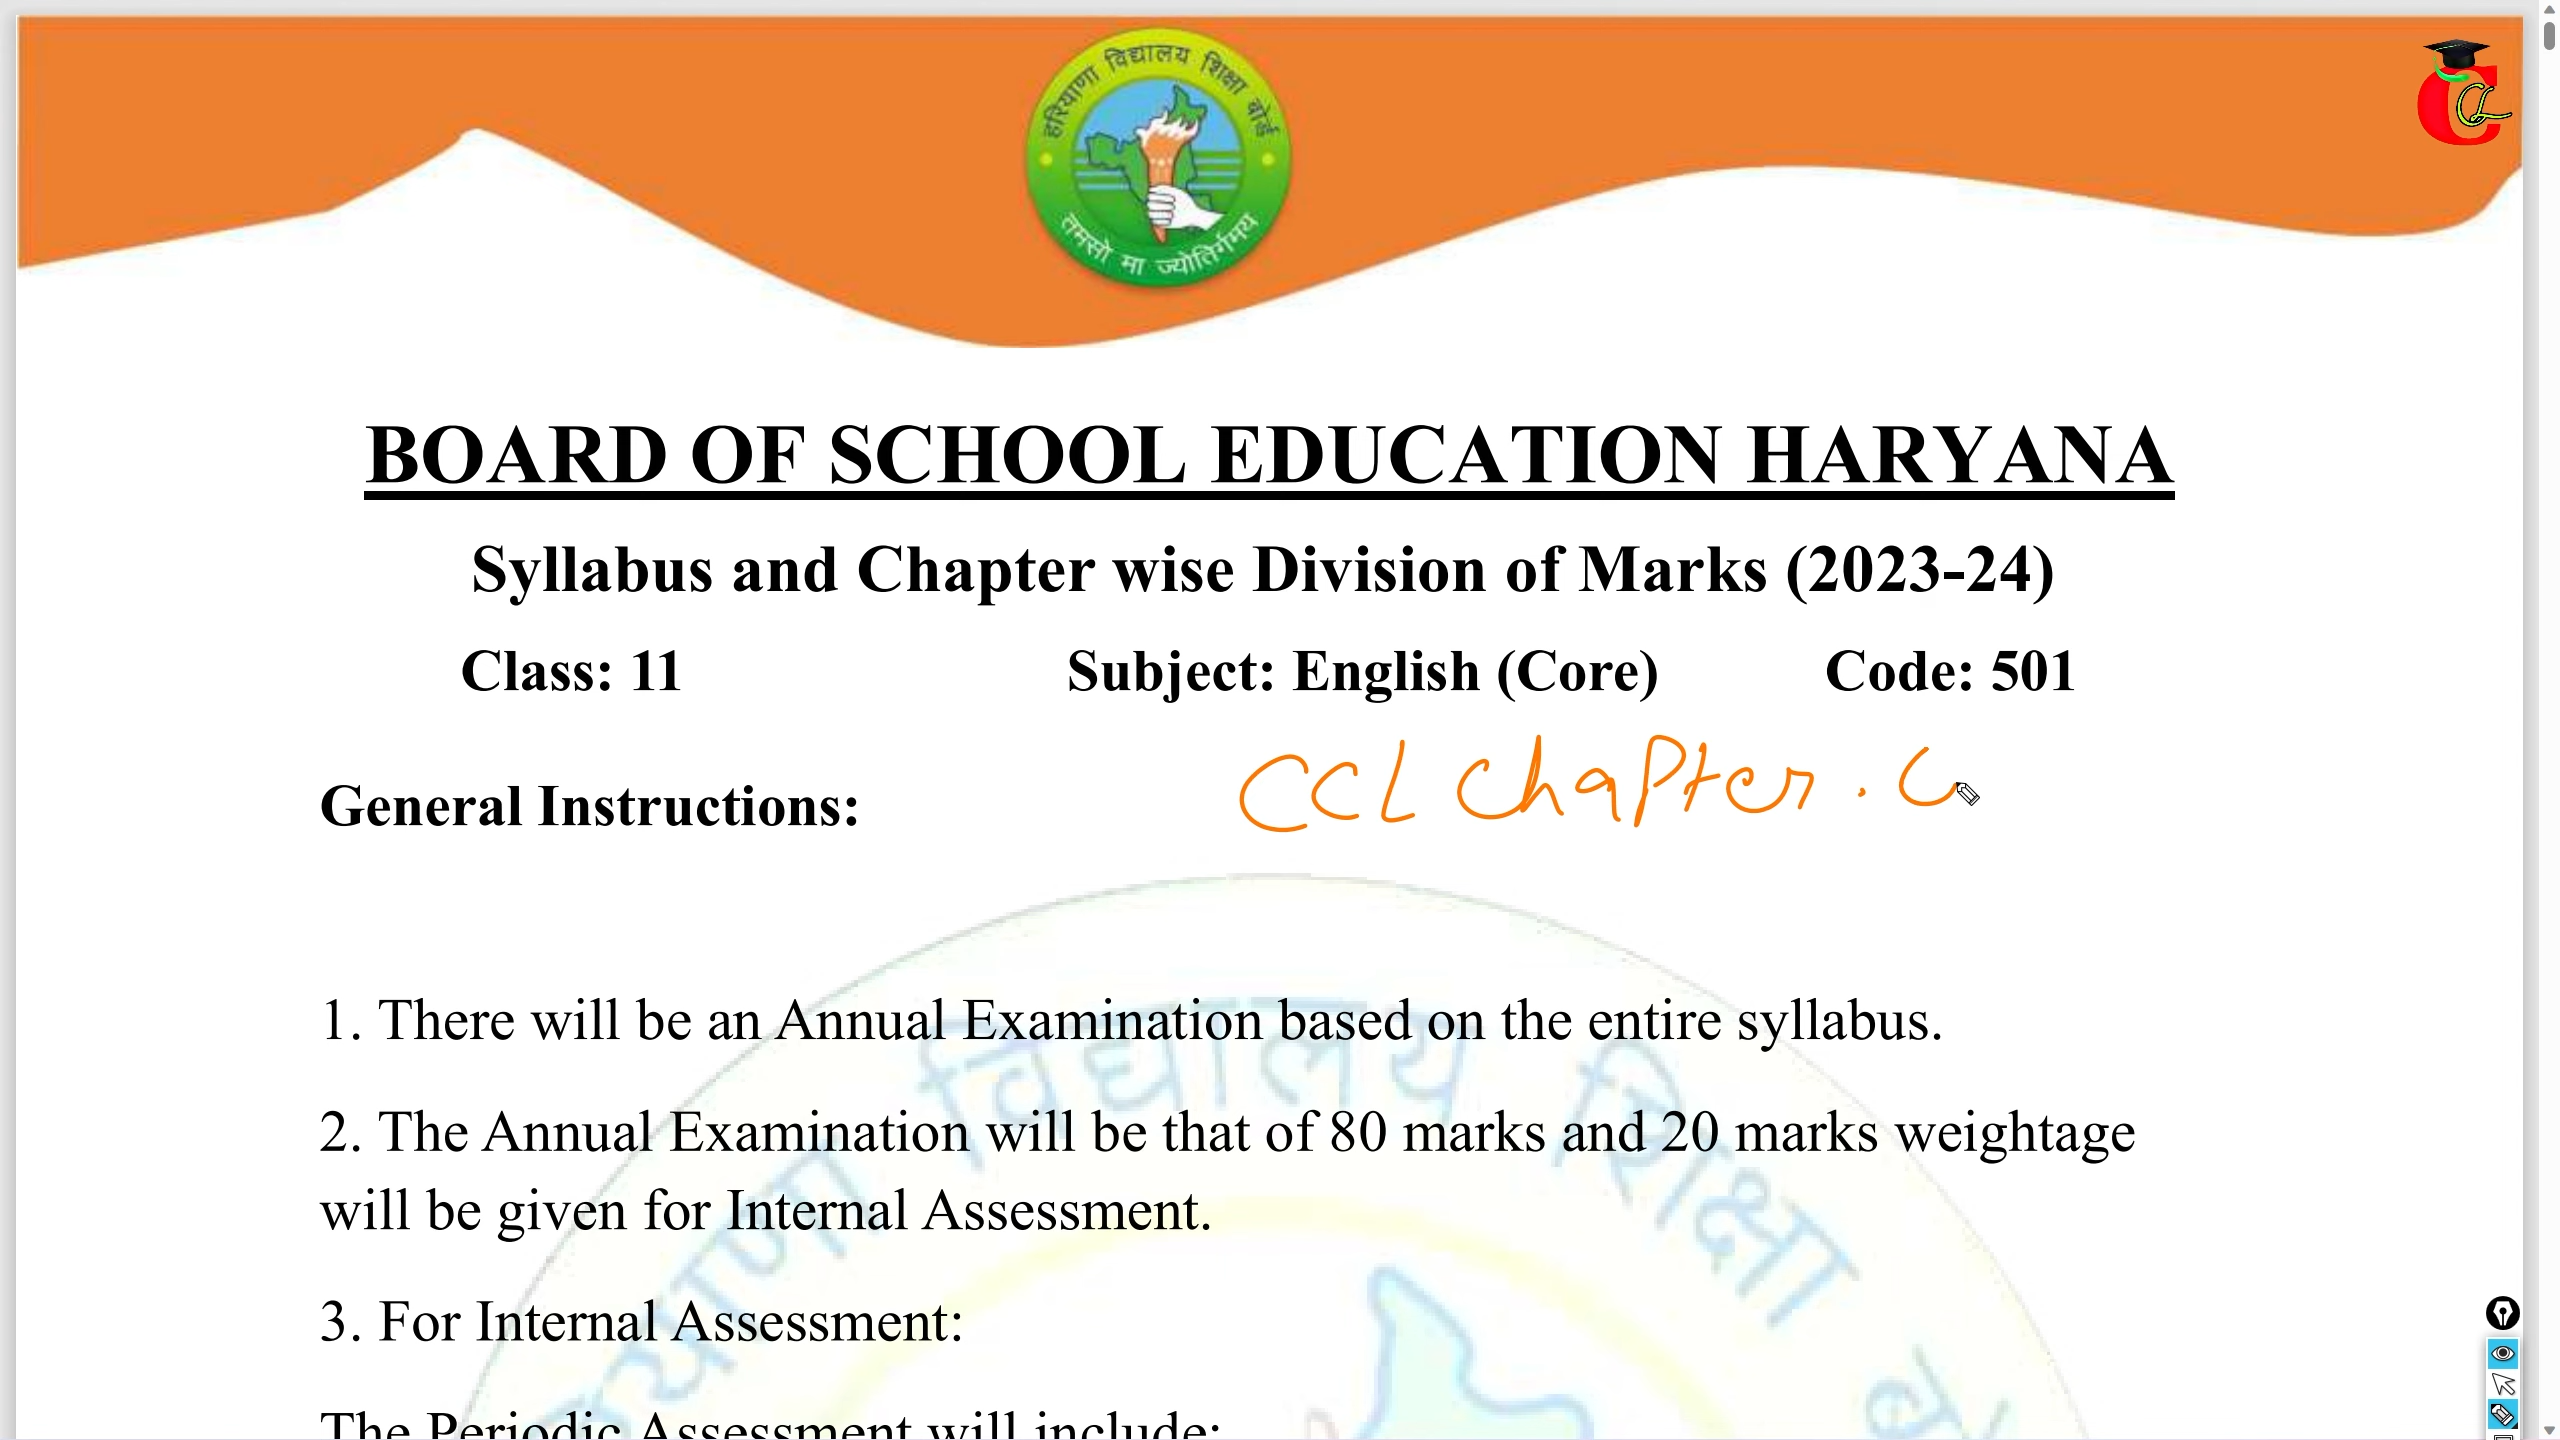 हरियाणा विद्यालय शिक्षा बोर्ड
तमसो मा ज्योतिर्गमय
CCL
BOARD OF SCHOOL EDUCATION HARYANA
Syllabus and Chapter wise Division of Marks (2023-24)
Class: 11 Subject: English (Core) Code: 501
CCL Chapter . C
General Instructions:
1. There will be an Annual Examination based on the entire syllabus.
2. The Annual Examination will be that of 80 marks and 20 marks weightage
will be given for Internal Assessment.
3. For Internal Assessment:
The Periodic Assessment will include:
विद्यालय शिक्षा